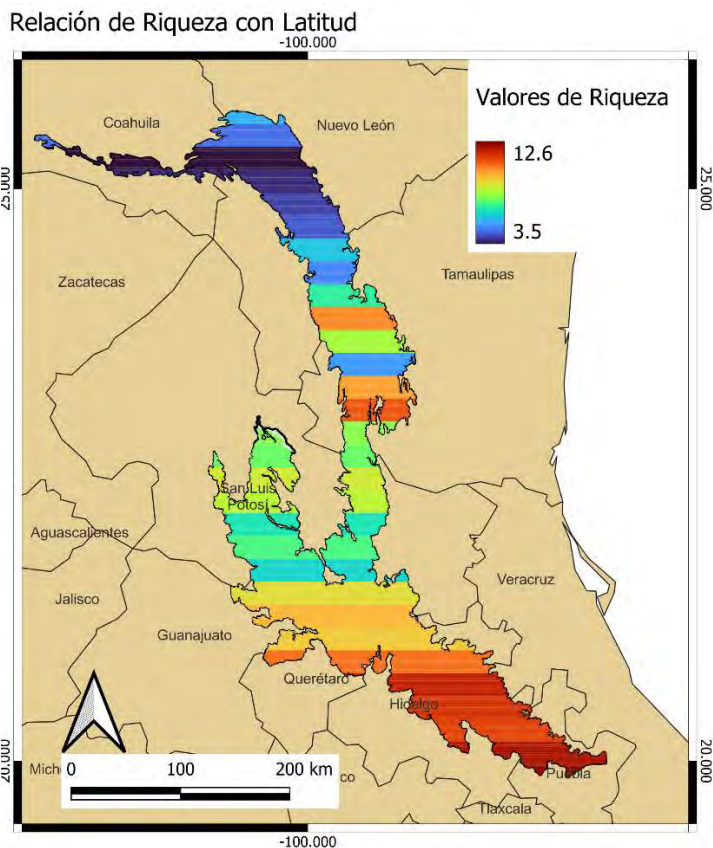 Relación de Riqueza con Latitud
-100.000
Valores de Riqueza
12.6
3.5
Coahuila
Nuevo León
25.000
25.000
Zacatecas
Tamaulipas
San Luis
Potosí
Aguascalientes
Veracruz
Jalisco
Guanajuato
Querétaro
Hidalgo
20.000
Mich
co
Puebla
0 100 200 km
Tlaxcala
-100.000